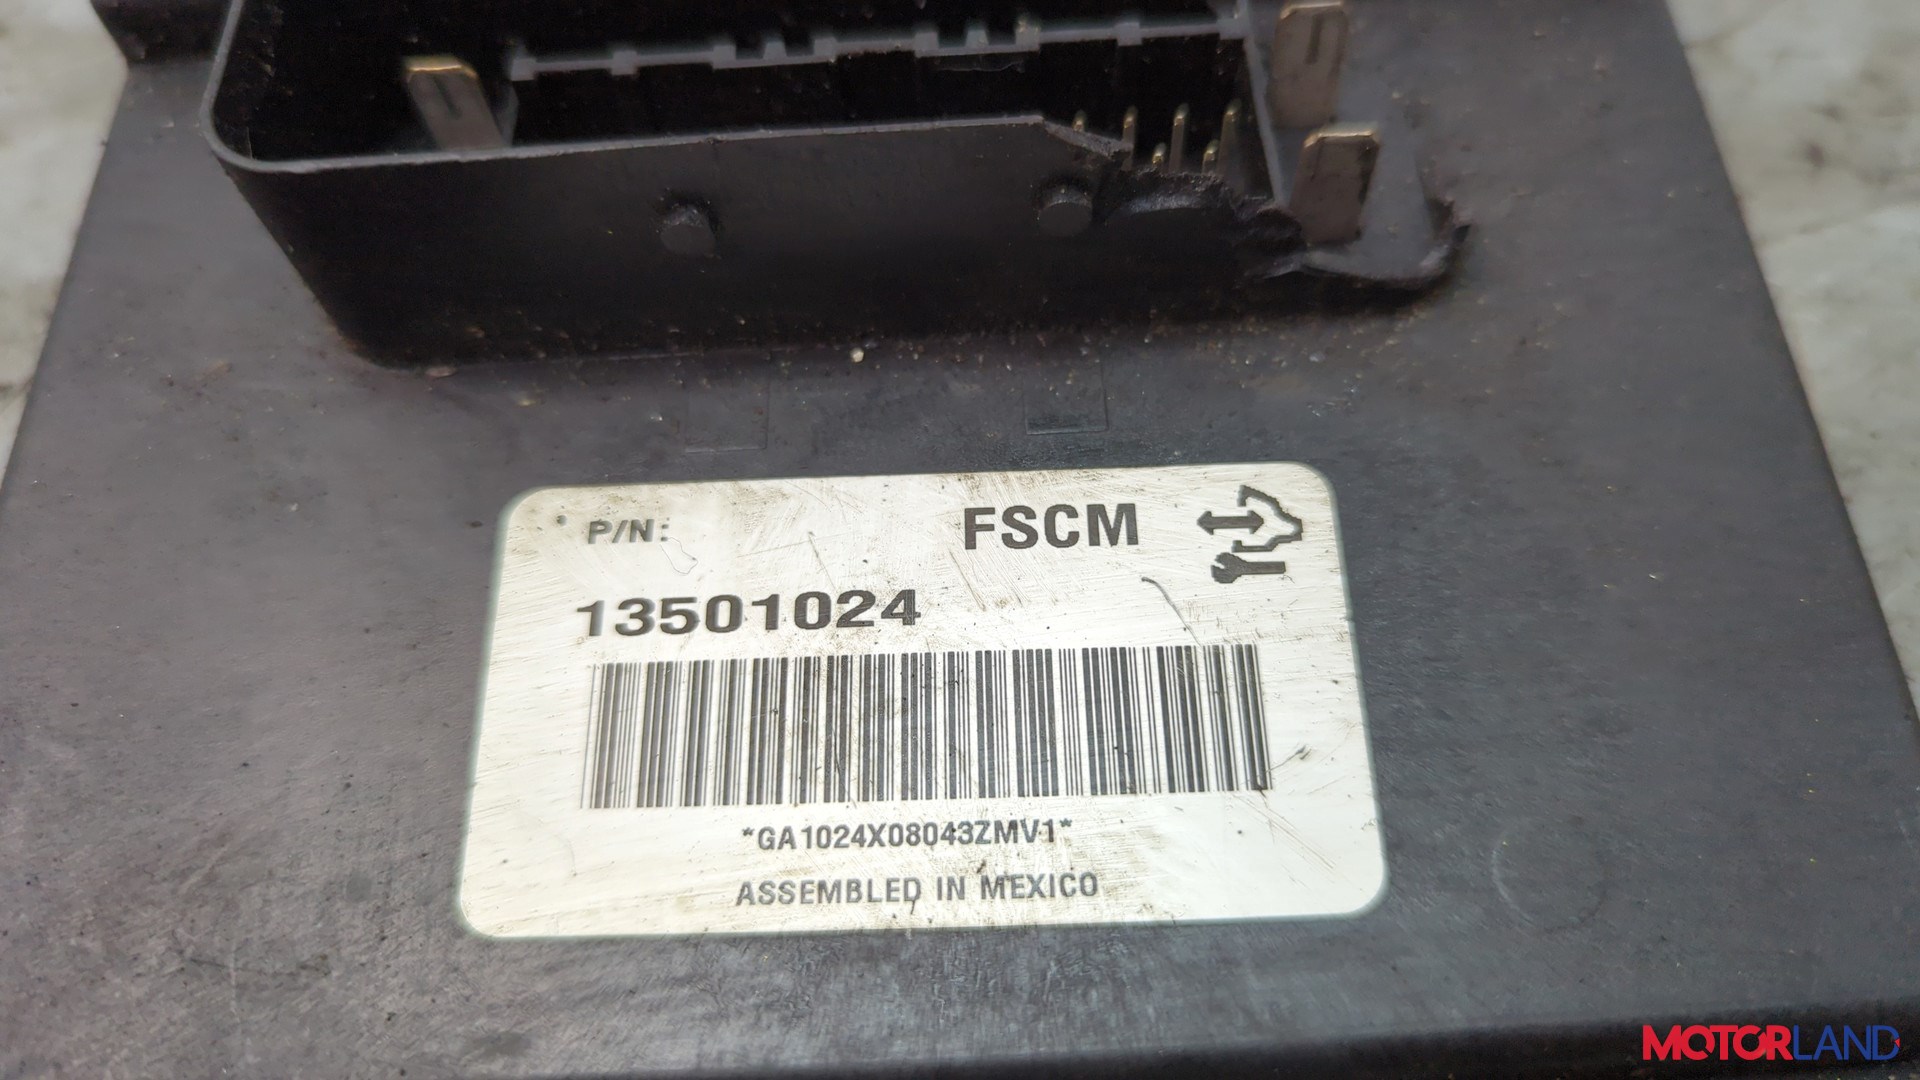 P/N: FSCM
13501024
*GA1024X08043ZMV1*
ASSEMBLED IN MEXICO
MOTORLAND